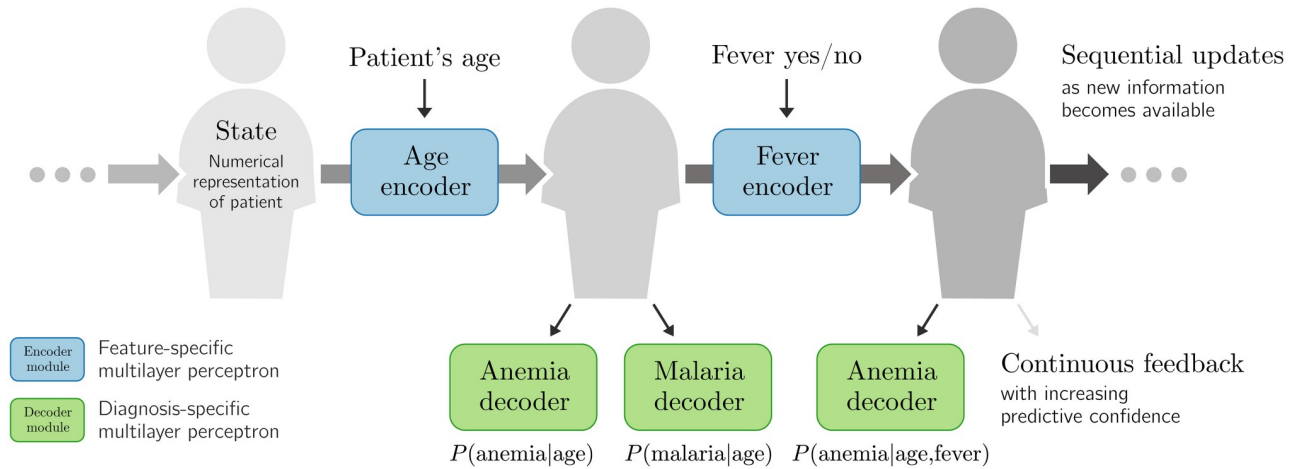 Patient's age
Fever yes/no
Sequential updates
as new information
becomes available
State
Numerical
representation
of patient
Age
encoder
Fever
encoder
Encoder
module
Feature-specific
multilayer perceptron
Decoder
module
Diagnosis-specific
multilayer perceptron
Anemia
decoder
P(anemia|age)
Malaria
decoder
P(malaria|age)
Anemia
decoder
P(anemia|age,fever)
Continuous feedback
with increasing
predictive confidence